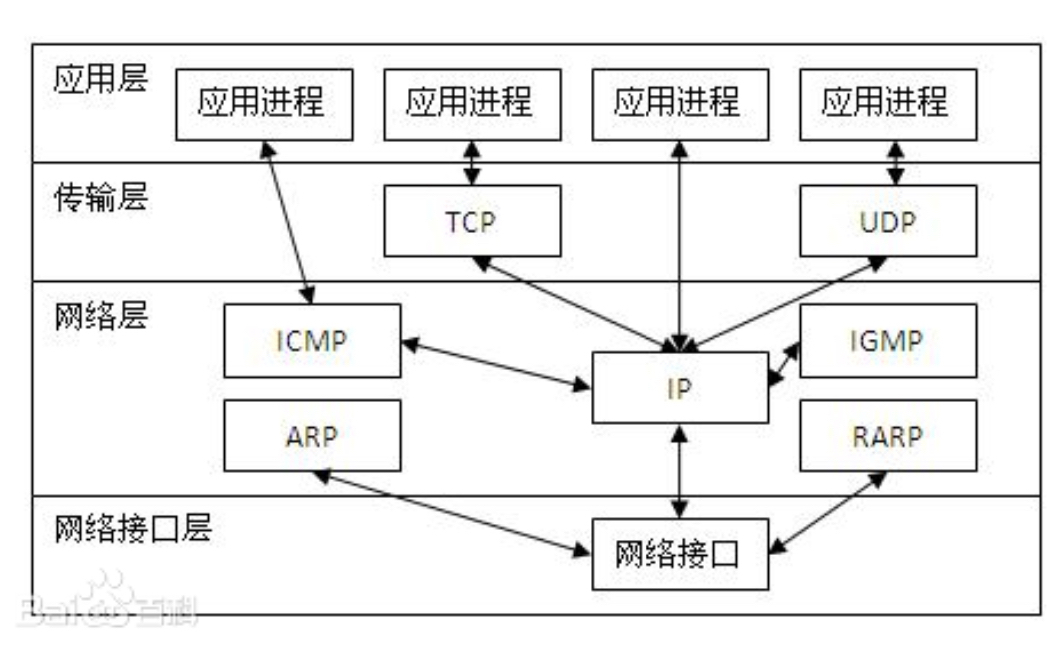 应用层
应用进程 应用进程 应用进程 应用进程
传输层
TCP UDP
网络层
ICMP IP IGMP
ARP RARP
网络接口层
网络接口
Baidu百科